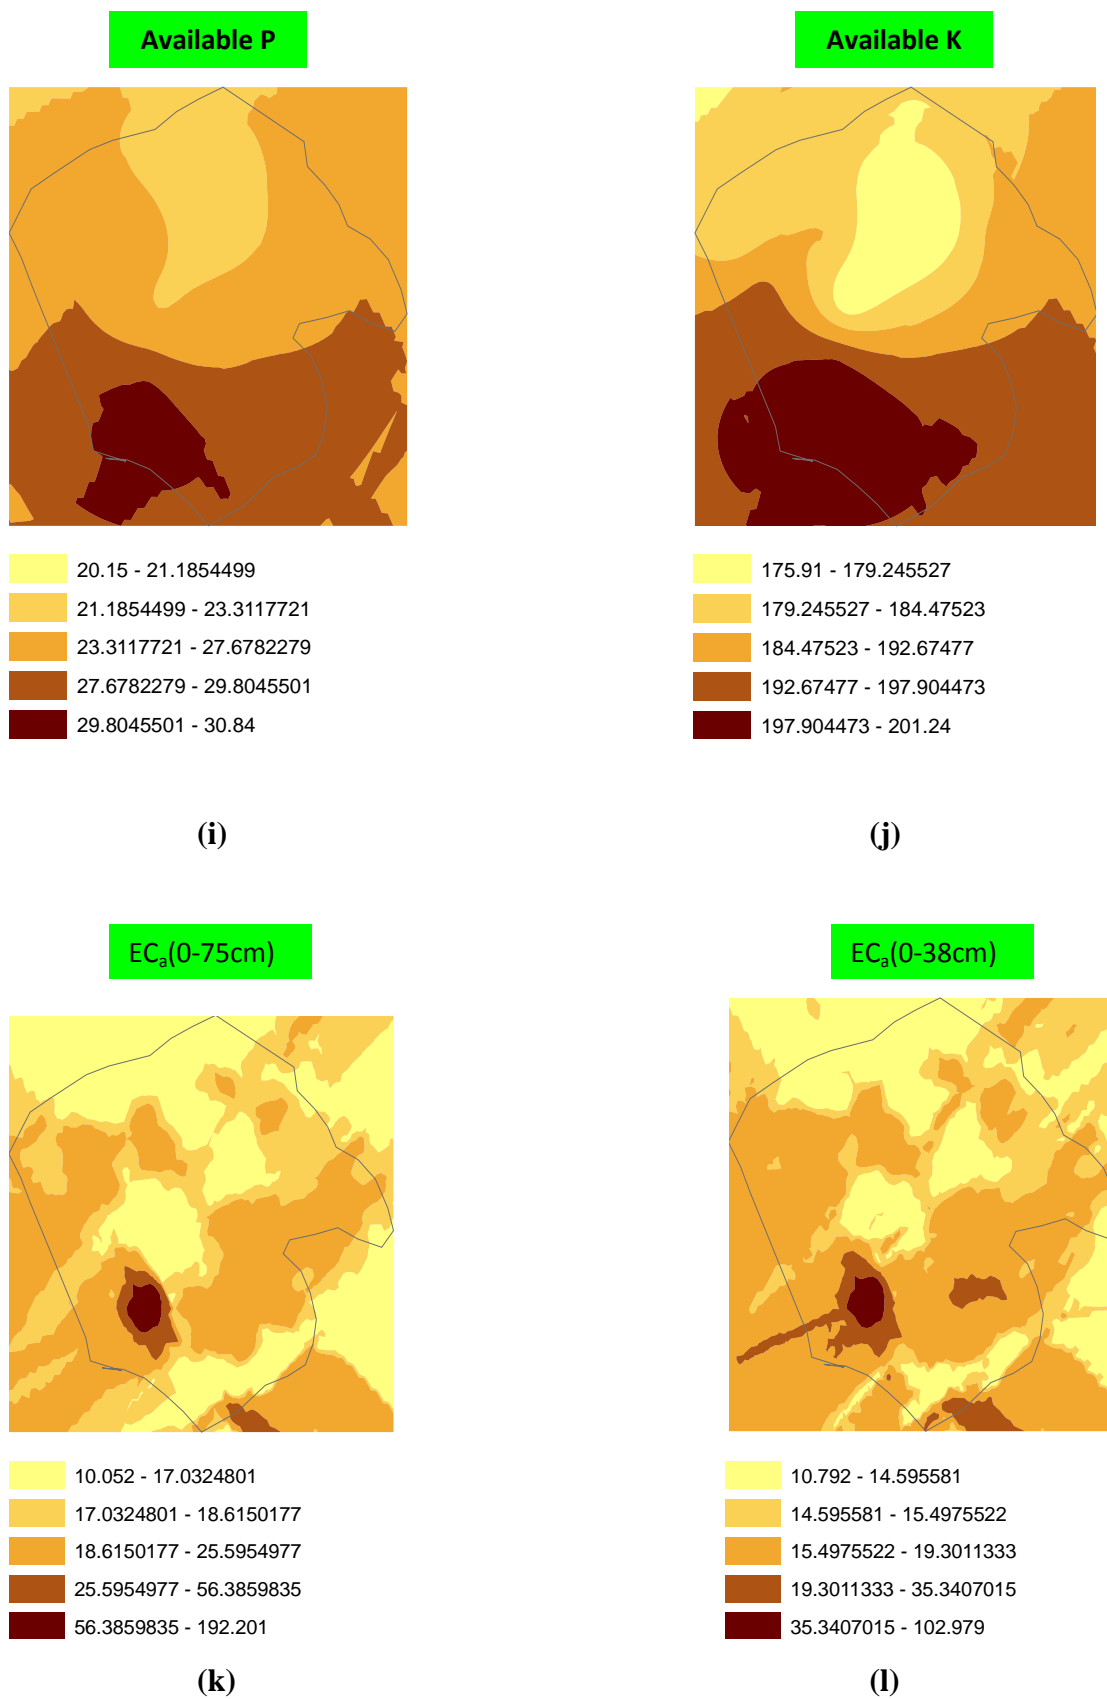 Available P
Available K
20.15 - 21.1854499
21.1854499 - 23.3117721
23.3117721 - 27.6782279
27.6782279 - 29.8045501
29.8045501 - 30.84
175.91 - 179.245527
179.245527 - 184.47523
184.47523 - 192.67477
192.67477 - 197.904473
197.904473 - 201.24
(i)
(j)
ECa(0-75cm)
ECa(0-38cm)
10.052 - 17.0324801
17.0324801 - 18.6150177
18.6150177 - 25.5954977
25.5954977 - 56.3859835
56.3859835 - 192.201
10.792 - 14.595581
14.595581 - 15.4975522
15.4975522 - 19.3011333
19.3011333 - 35.3407015
35.3407015 - 102.979
(k)
(l)